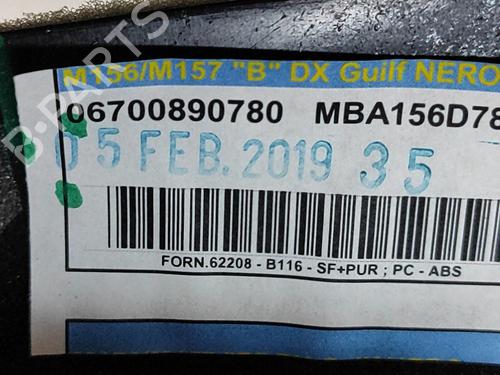 M156/M157 "B" DX Guilf NERO
06700890780 MBA156D78
05 FEB. 2019 35
FORN.62208 - B116 - SF+PUR ; PC - ABS
B-PARTS